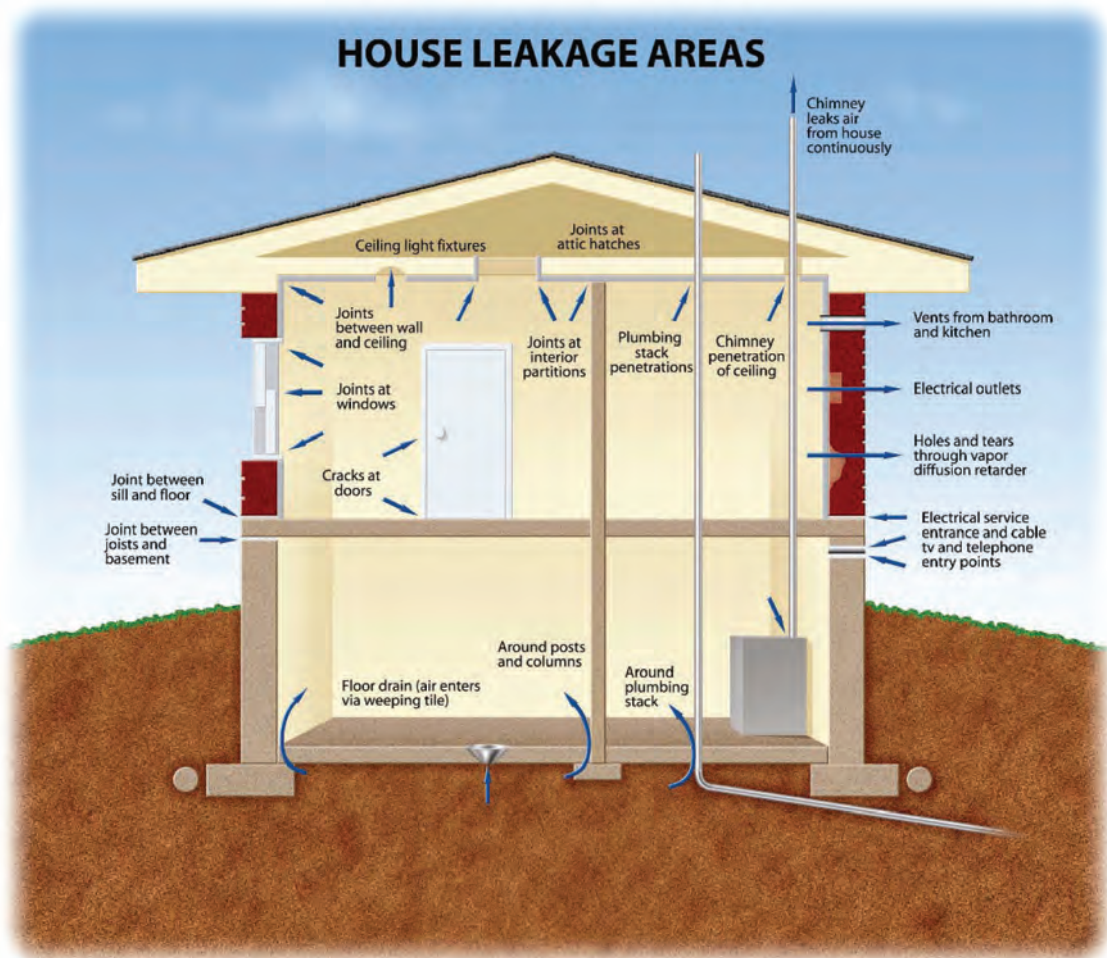 HOUSE LEAKAGE AREAS
Chimney
leaks air
from house
continuously
Ceiling light fixtures
Joints at
attic hatches
Joints
between wall
and ceiling
Joints at
interior
partitions
Plumbing
stack
penetrations
Chimney
penetration
of ceiling
Vents from bathroom
and kitchen
Joints at
windows
Electrical outlets
Holes and tears
through vapor
diffusion retarder
Cracks at
doors
Joint between
sill and floor
Joint between
joists and
basement
Electrical service
entrance and cable
tv and telephone
entry points
Around posts
and columns
Floor drain (air enters
via weeping tile)
Around
plumbing
stack